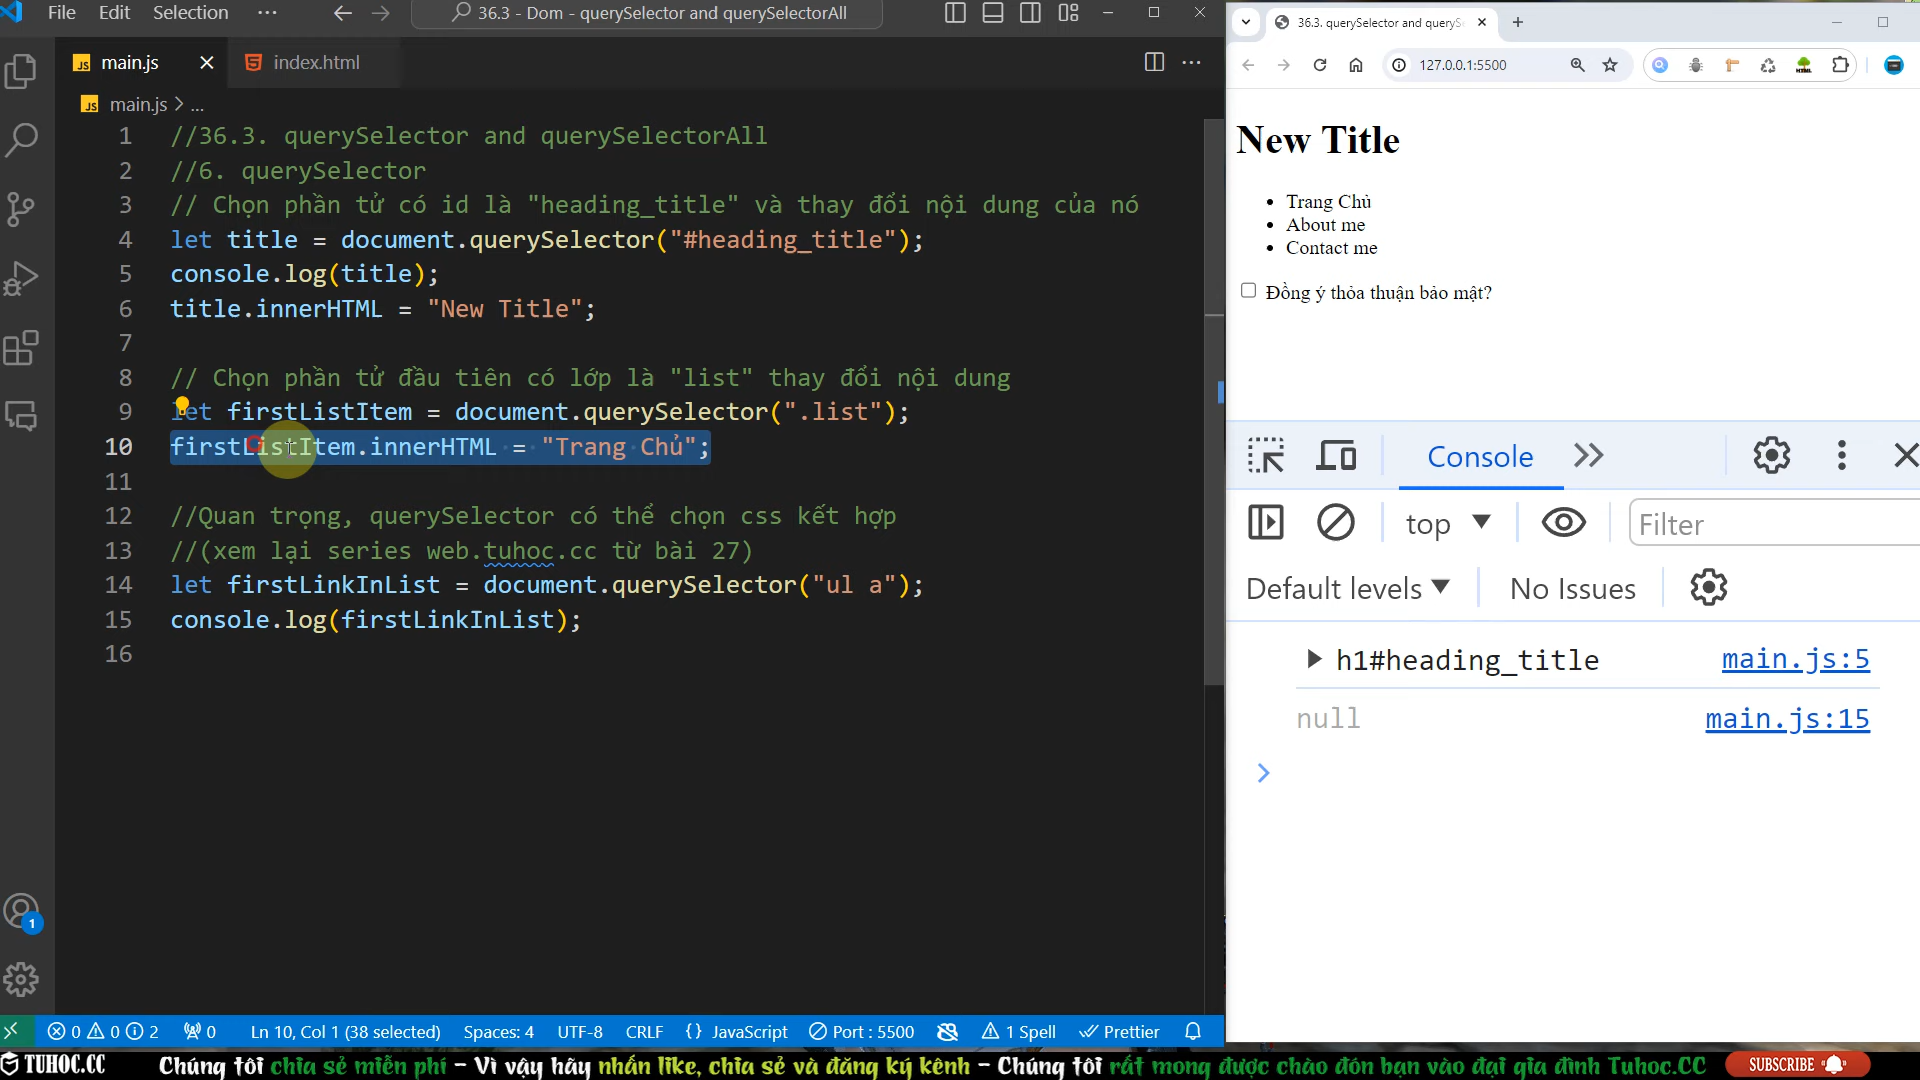 File Edit Selection ···
36.3 - Dom - querySelector and querySelectorAll
JS main.js
index.html
JS main.js > ...
1 //36.3. querySelector and querySelectorAll
2 //6. querySelector
3 // Chọn phần tử có id là "heading_title" và thay đổi nội dung của nó
4 let title = document.querySelector("#heading_title");
5 console.log(title);
6 title.innerHTML = "New Title";
7
8 // Chọn phần tử đầu tiên có lớp là "list" thay đổi nội dung
9 let firstListItem = document.querySelector(".list");
10 firstListItem.innerHTML = "Trang Chủ";
11
12 //Quan trọng, querySelector có thể chọn css kết hợp
13 //(xem lại series web.tuhoc.cc từ bài 27)
14 let firstLinkInList = document.querySelector("ul a");
15 console.log(firstLinkInList);
16
1
0 0 2 0 Ln 10, Col 1 (38 selected) Spaces: 4 UTF-8 CRLF {} JavaScript Port : 5500 1 Spell Prettier
36.3. querySelector and queryS
127.0.0.1:5500
New Title
Trang Chủ
About me
Contact me
Đồng ý thỏa thuận bảo mật?
Console
top
Filter
Default levels
No Issues
h1#heading_title main.js:5
null main.js:15
TUHOC.CC Chúng tôi chia sẻ miễn phí – Vì vậy hãy nhấn like, chia sẻ và đăng ký kênh – Chúng tôi rất mong được chào đón bạn vào đại gia đình Tuhoc.CC SUBSCRIBE